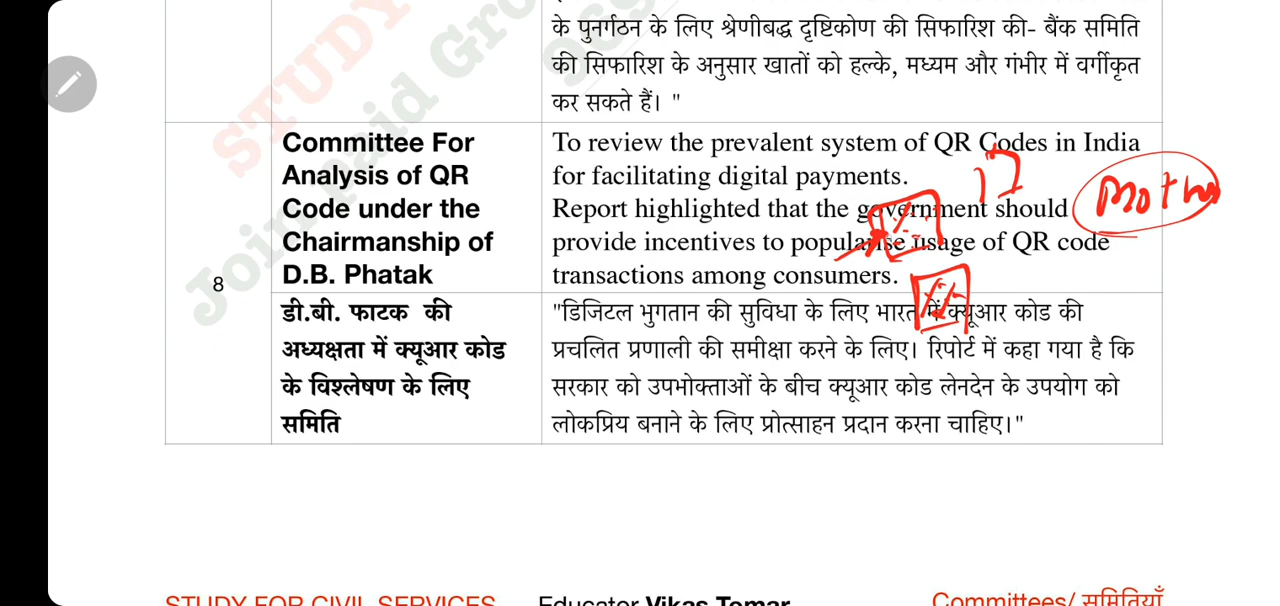 के पुनर्गठन के लिए श्रेणीबद्ध दृष्टिकोण की सिफारिश की- बैंक समिति
की सिफारिश के अनुसार खातों को हल्के, मध्यम और गंभीर में वर्गीकृत
कर सकते हैं। "
8
Committee For
Analysis of QR
Code under the
Chairmanship of
D.B. Phatak
To review the prevalent system of QR Codes in India
for facilitating digital payments.
Report highlighted that the government should
provide incentives to popularise usage of QR code
transactions among consumers.
डी.बी. फाटक की
अध्यक्षता में क्यूआर कोड
के विश्लेषण के लिए
समिति
"डिजिटल भुगतान की सुविधा के लिए भारत में क्यूआर कोड की
प्रचलित प्रणाली की समीक्षा करने के लिए। रिपोर्ट में कहा गया है कि
सरकार को उपभोक्ताओं के बीच क्यूआर कोड लेनदेन के उपयोग को
लोकप्रिय बनाने के लिए प्रोत्साहन प्रदान करना चाहिए।"
STUDY
Join Paid Gro
STUDY FOR CIVIL SERVICES
Educator Vikas Tomar
Committees/ समितियाँ